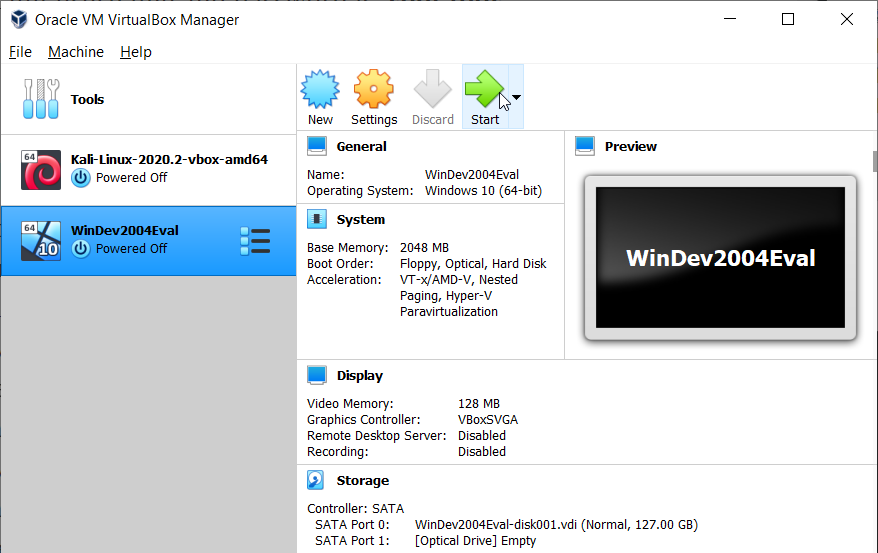 Oracle VM VirtualBox Manager
File Machine Help
Tools
New Settings Discard Start
64
Kali-Linux-2020.2-vbox-amd64
Powered Off
64
10
WinDev2004Eval
Powered Off
General
Name: WinDev2004Eval
Operating System: Windows 10 (64-bit)
Preview
WinDev2004Eval
System
Base Memory: 2048 MB
Boot Order: Floppy, Optical, Hard Disk
Acceleration: VT-x/AMD-V, Nested
Paging, Hyper-V
Paravirtualization
Display
Video Memory: 128 MB
Graphics Controller: VBoxSVGA
Remote Desktop Server: Disabled
Recording: Disabled
Storage
Controller: SATA
SATA Port 0: WinDev2004Eval-disk001.vdi (Normal, 127.00 GB)
SATA Port 1: [Optical Drive] Empty